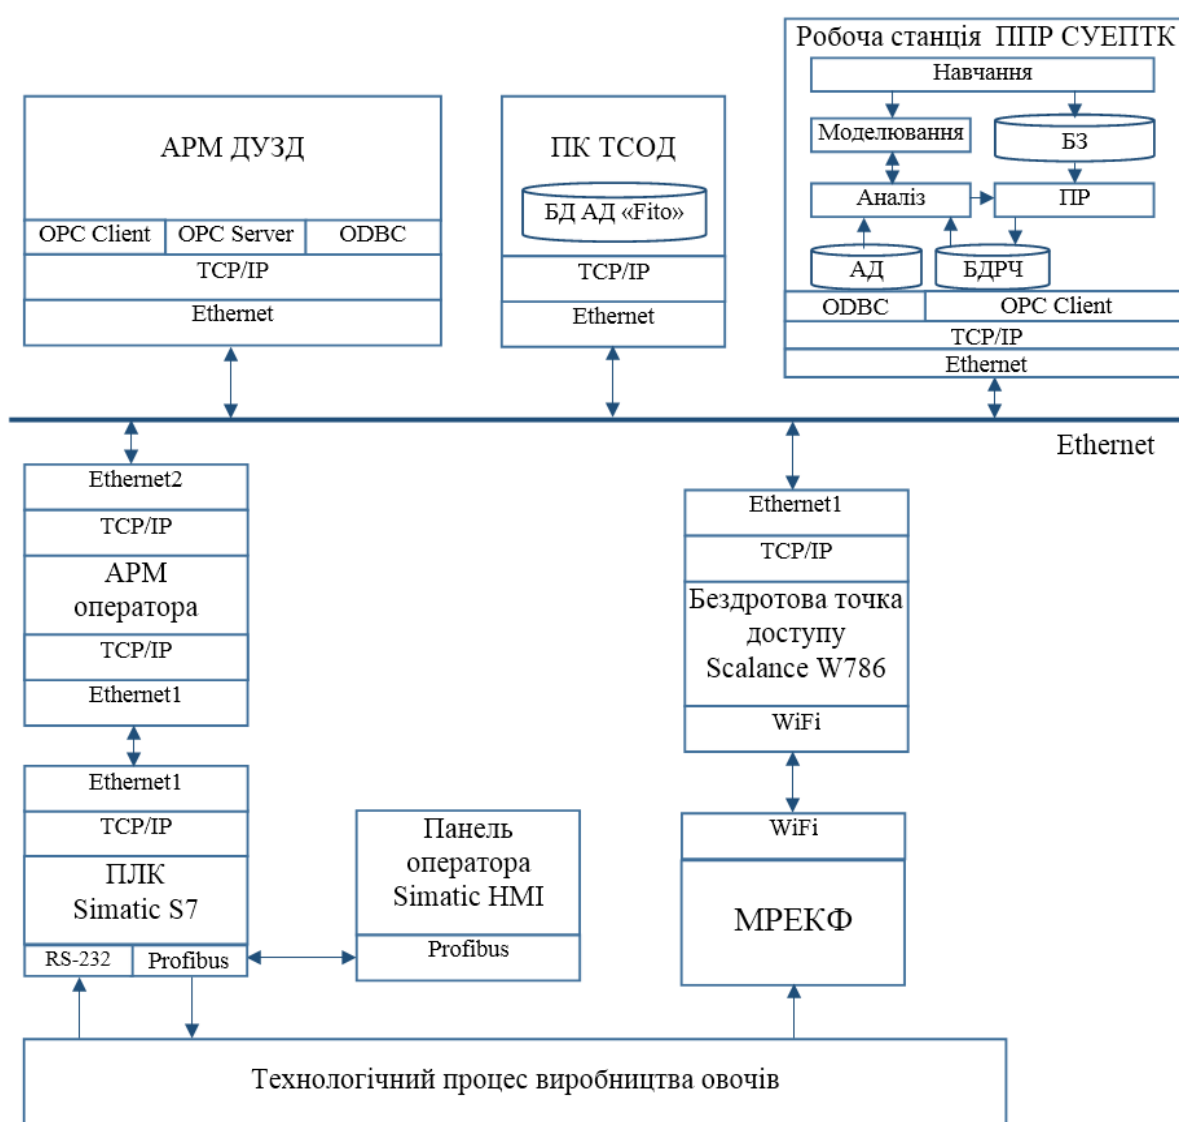 Робоча станція ППР СУЕПТК
Навчання
Моделювання
БЗ
Аналіз
ПР
АД
БДРЧ
ODBC
OPC Client
TCP/IP
Ethernet
АРМ ДУЗД
OPC Client
OPC Server
ODBC
TCP/IP
Ethernet
ПК ТСОД
БД АД «Fito»
TCP/IP
Ethernet
Ethernet
Ethernet2
TCP/IP
АРМ
оператора
TCP/IP
Ethernet1
Ethernet1
TCP/IP
Бездротова точка
доступу
Scalance W786
WiFi
Ethernet1
TCP/IP
ПЛК
Simatic S7
RS-232
Profibus
Панель
оператора
Simatic HMI
Profibus
WiFi
МРЕКФ
Технологічний процес виробництва овочів